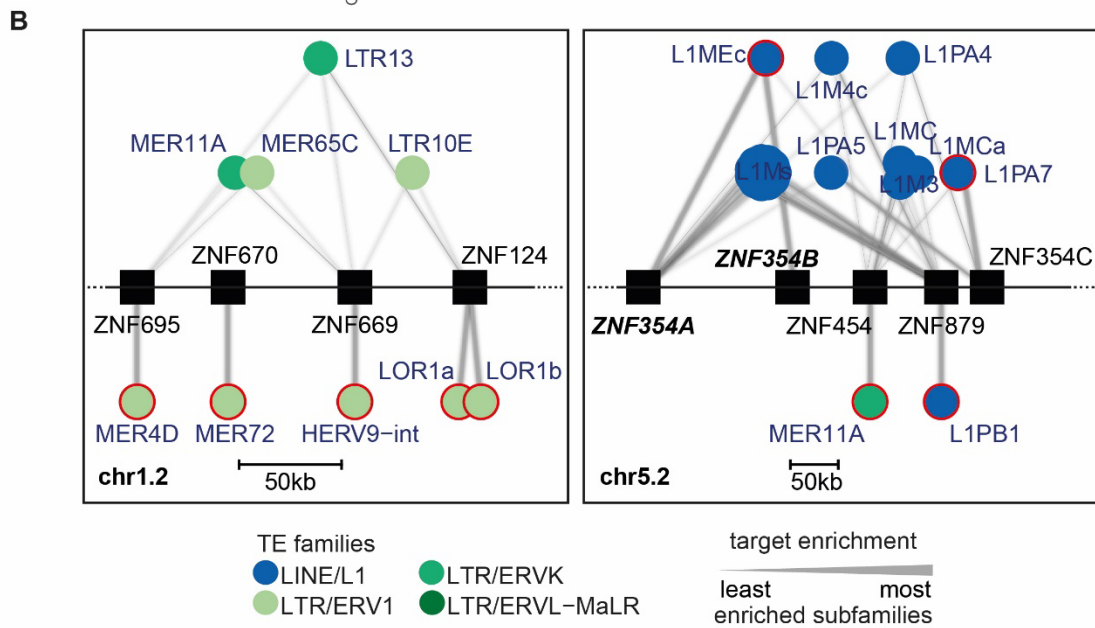 B
LTR13
MER11A MER65C LTR10E
ZNF670 ZNF124
ZNF695 ZNF669
LOR1a LOR1b
MER4D MER72 HERV9-int
chr1.2
50kb
L1MEc L1PA4
L1M4c
L1PA5 L1MC L1MCa
L1Ms L1M3 L1PA7
ZNF354B ZNF354C
ZNF354A ZNF454 ZNF879
MER11A L1PB1
chr5.2
50kb
TE families
LINE/L1 LTR/ERVK
LTR/ERV1 LTR/ERVL-MaLR
target enrichment
least most
enriched subfamilies